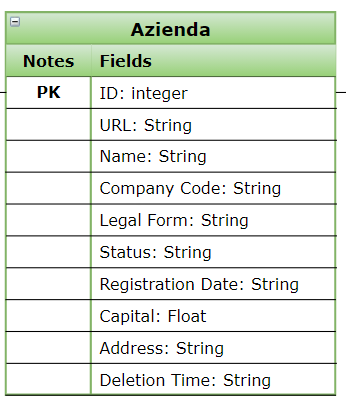 Azienda
Notes Fields
PK ID: integer
URL: String
Name: String
Company Code: String
Legal Form: String
Status: String
Registration Date: String
Capital: Float
Address: String
Deletion Time: String